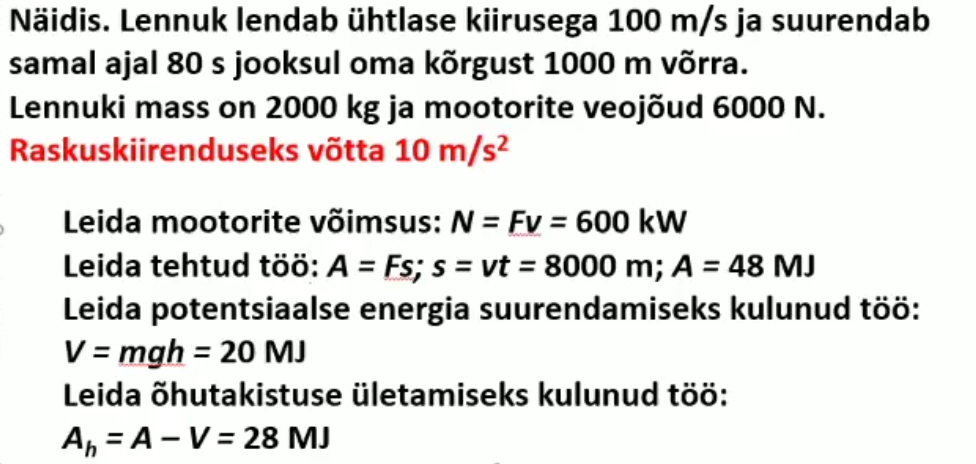 Näidis. Lennuk lendab ühtlase kiirusega 100 m/s ja suurendab
samal ajal 80 s jooksul oma kõrgust 1000 m võrra.
Lennuki mass on 2000 kg ja mootorite veojõud 6000 N.
Raskuskiirenduseks võtta 10 m/s²
Leida mootorite võimsus: N = Fv = 600 kW
Leida tehtud töö: A = Fs; s = vt = 8000 m; A = 48 MJ
Leida potentsiaalse energia suurendamiseks kulunud töö:
V = mgh = 20 MJ
Leida õhutakistuse ületamiseks kulunud töö:
Aₕ = A – V = 28 MJ